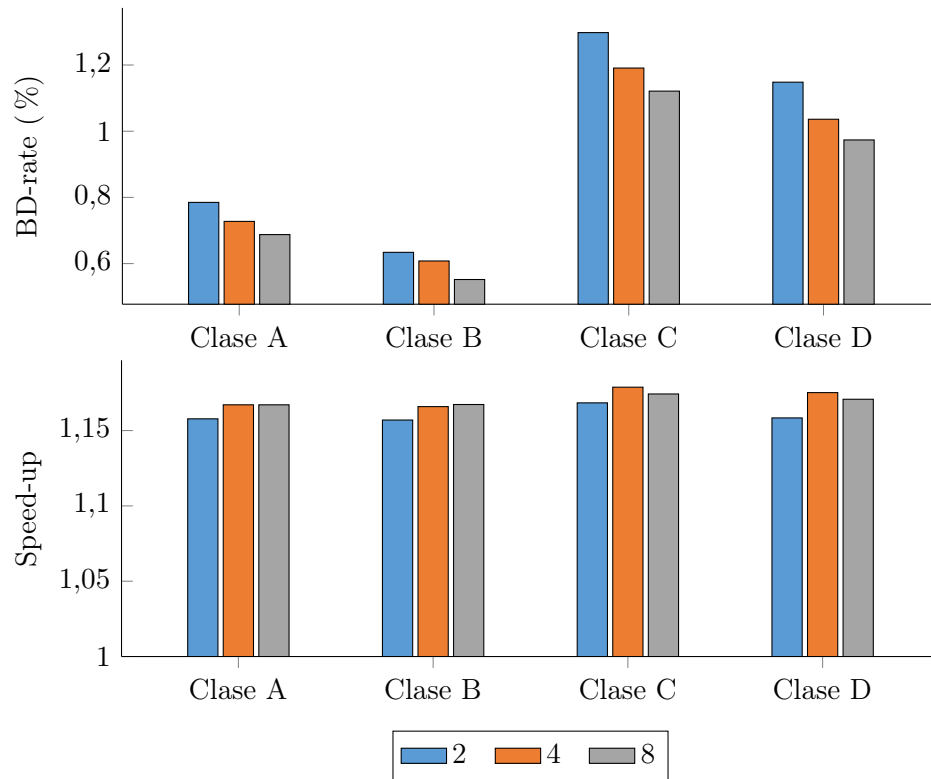 BD-rate ( %)
1,2
1
0,8
0,6
Clase A Clase B Clase C Clase D
Speed-up
1,15
1,1
1,05
1
Clase A Clase B Clase C Clase D
2 4 8